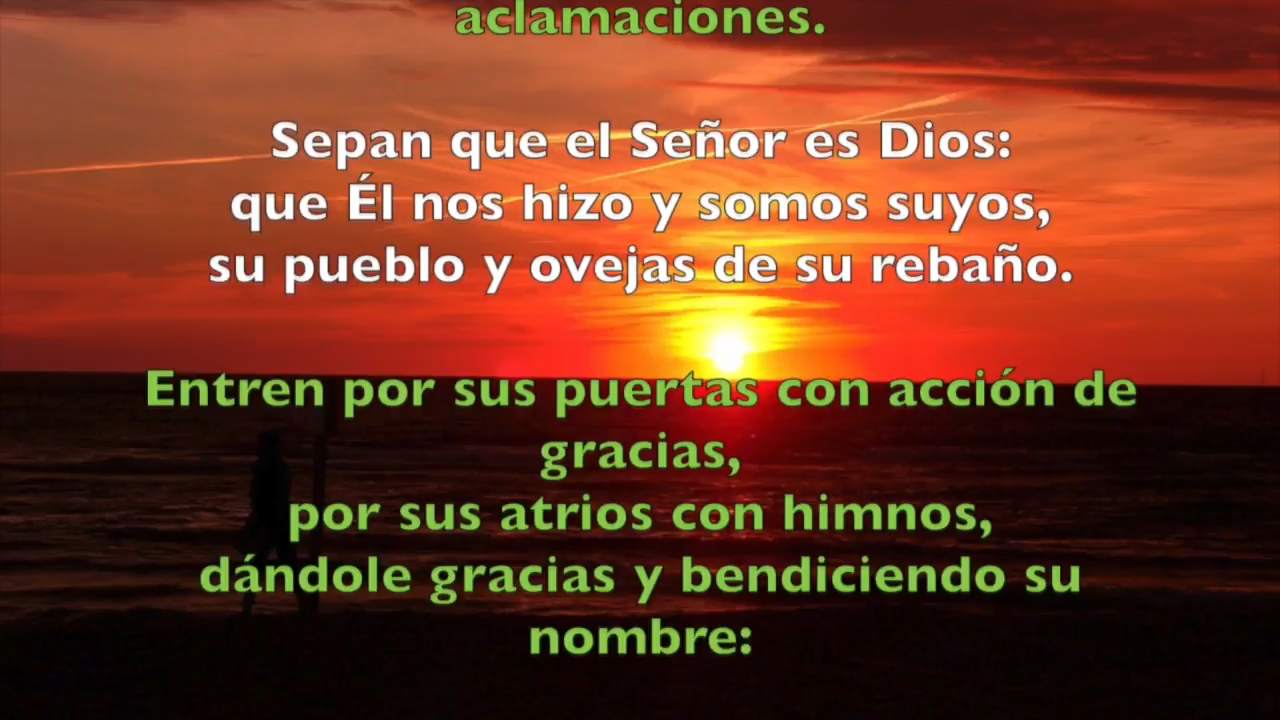 aclamaciones.
Sepan que el Señor es Dios:
que Él nos hizo y somos suyos,
su pueblo y ovejas de su rebaño.
Entren por sus puertas con acción de
gracias,
por sus atrios con himnos,
dándole gracias y bendiciendo su
nombre: